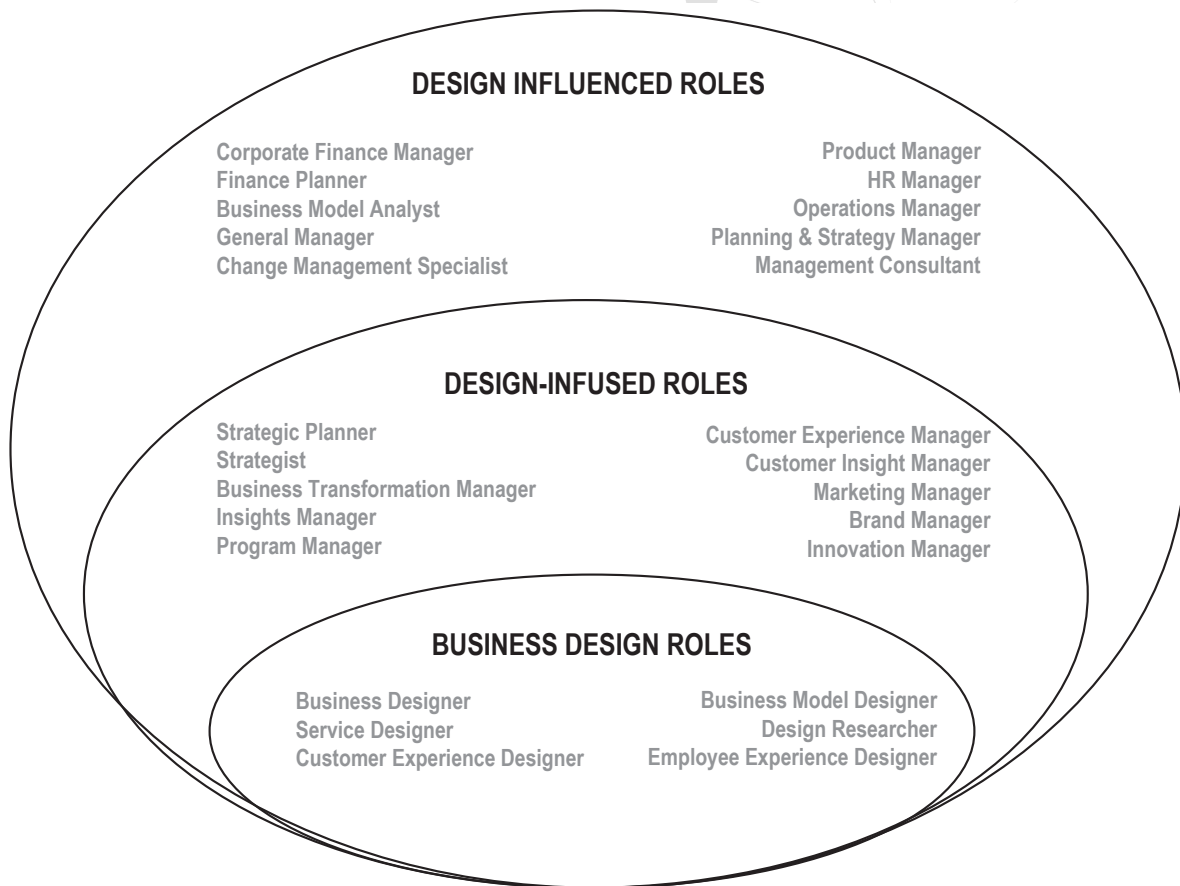 DESIGN INFLUENCED ROLES
Corporate Finance Manager
Finance Planner
Business Model Analyst
General Manager
Change Management Specialist
Product Manager
HR Manager
Operations Manager
Planning & Strategy Manager
Management Consultant
DESIGN-INFUSED ROLES
Strategic Planner
Strategist
Business Transformation Manager
Insights Manager
Program Manager
Customer Experience Manager
Customer Insight Manager
Marketing Manager
Brand Manager
Innovation Manager
BUSINESS DESIGN ROLES
Business Designer
Service Designer
Customer Experience Designer
Business Model Designer
Design Researcher
Employee Experience Designer